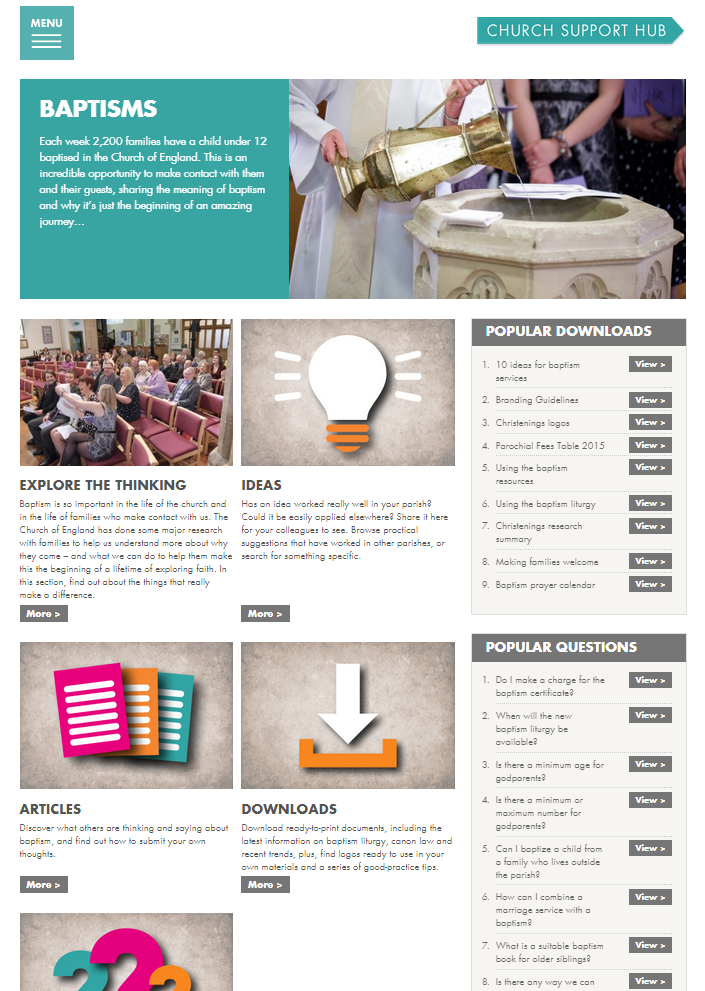 MENU
CHURCH SUPPORT HUB
BAPTISMS
Each week 2,200 families have a child under 12
baptised in the Church of England. This is an
incredible opportunity to make contact with them
and their guests, sharing the meaning of baptism
and why it's just the beginning of an amazing
journey...
EXPLORE THE THINKING
Baptism is so important in the life of the church and
in the life of families who make contact with us. The
Church of England has done some major research
with families to help us understand more about why
they come – and what we can do to help them make
this the beginning of a lifetime of exploring faith. In
this section, find out about the things that really
make a difference.
More >
IDEAS
Has an idea worked really well in your parish?
Could it be easily applied elsewhere? Share it here
for your colleagues to see. Browse practical
suggestions that have worked in other parishes, or
search for something specific.
More >
ARTICLES
Discover what others are thinking and saying about
baptism, and find out how to submit your own
thoughts.
More >
DOWNLOADS
Download ready-to-print documents, including the
latest information on baptism liturgy, canon law and
recent trends, plus, find logos ready to use in your
own materials and a series of good-practice tips.
More >
???
POPULAR DOWNLOADS
1. 10 ideas for baptism View >
services
2. Branding Guidelines View >
3. Christenings logos View >
4. Parochial Fees Table 2015 View >
5. Using the baptism View >
resources
6. Using the baptism liturgy View >
7. Christenings research View >
summary
8. Making families welcome View >
9. Baptism prayer calendar View >
POPULAR QUESTIONS
1. Do I make a charge for the View >
baptism certificate?
2. When will the new View >
baptism liturgy be
available?
3. Is there a minimum age for View >
godparents?
4. Is there a minimum or View >
maximum number for
godparents?
5. Can I baptize a child from View >
a family who lives outside
the parish?
6. How can I combine a View >
marriage service with a
baptism?
7. What is a suitable baptism View >
book for older siblings?
8. Is there any way we can View >